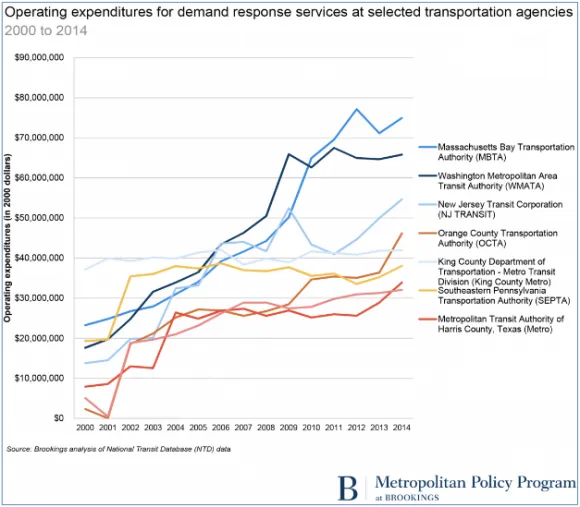 Operating expenditures for demand response services at selected transportation agencies
2000 to 2014
$90,000,000
$80,000,000
$70,000,000
$60,000,000
$50,000,000
$40,000,000
$30,000,000
$20,000,000
$10,000,000
$0
Operating expenditures (in 2000 dollars)
2000 2001 2002 2003 2004 2005 2006 2007 2008 2009 2010 2011 2012 2013 2014
Massachusetts Bay Transportation
Authority (MBTA)
Washington Metropolitan Area
Transit Authority (WMATA)
New Jersey Transit Corporation
(NJ TRANSIT)
Orange County Transportation
Authority (OCTA)
King County Department of
Transportation - Metro Transit
Division (King County Metro)
Southeastern Pennsylvania
Transportation Authority (SEPTA)
Metropolitan Transit Authority of
Harris County, Texas (Metro)
Source: Brookings analysis of National Transit Database (NTD) data
B Metropolitan Policy Program
at BROOKINGS